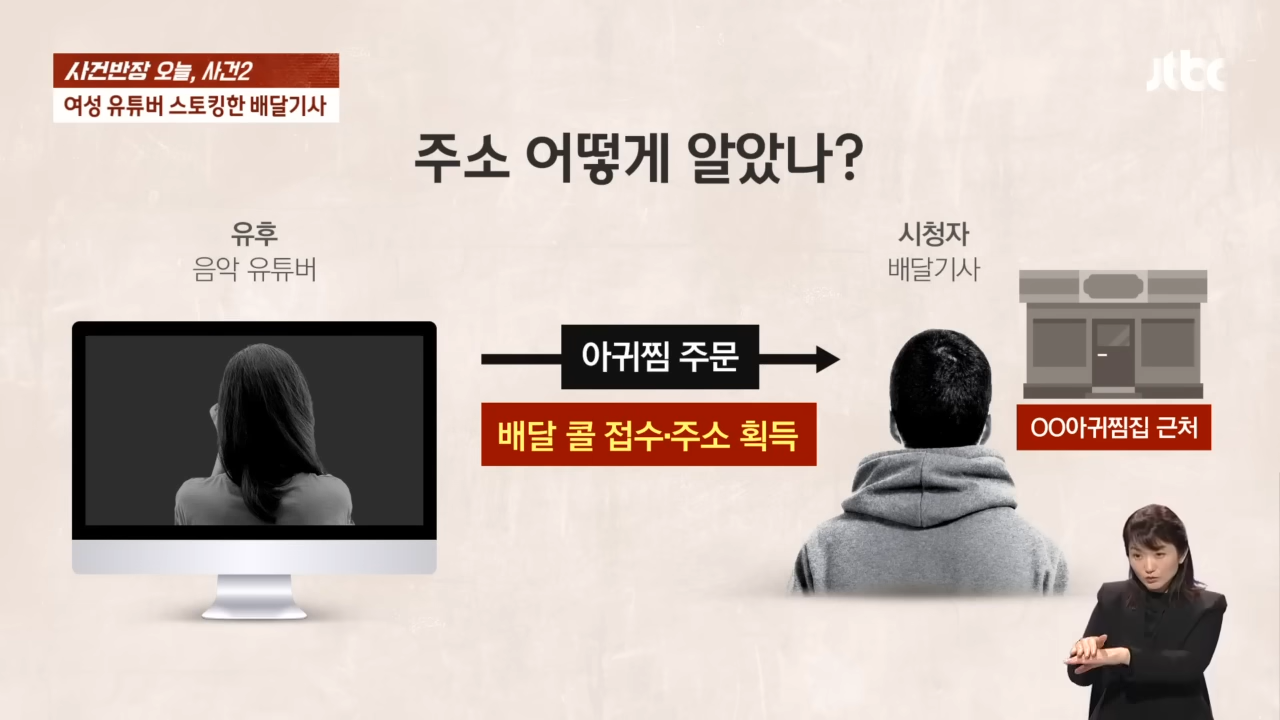 사건반장 오늘, 사건2
jtbc
여성 유튜버 스토킹한 배달기사
주소 어떻게 알았나?
유후
음악 유튜버
시청자
배달기사
아귀찜 주문
배달 콜 접수·주소 획득
OO아귀찜집 근처